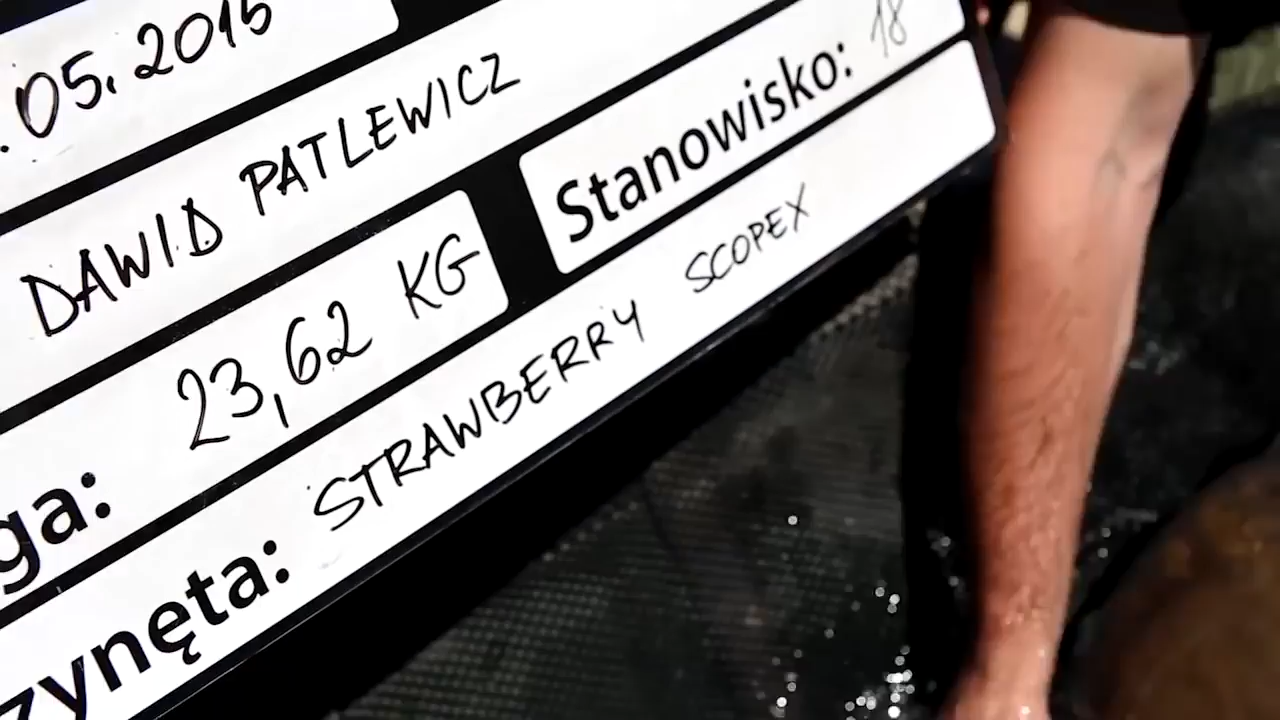 .05.2015
DAWID PATLEWICZ
ga: 23,62 KG Stanowisko: 18
zynęta: STRAWBERRY SCOPEX